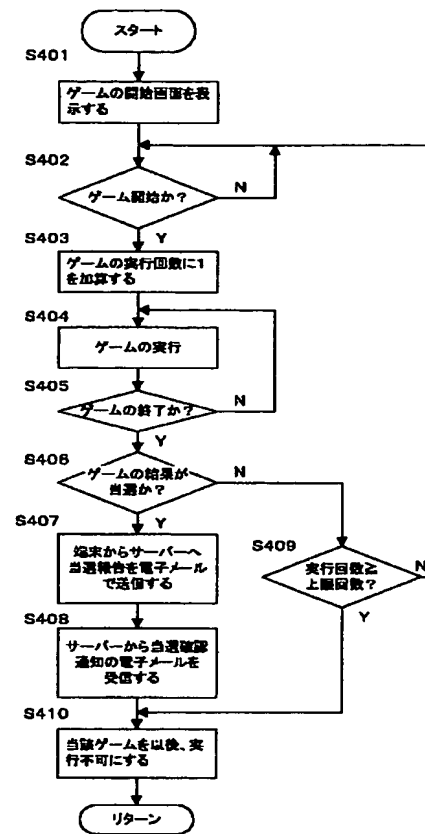 スタート
S401
ゲームの開始画面を表
示する
S402
ゲーム開始か？
N
Y
S403
ゲームの実行回数に1
を加算する
S404
ゲームの実行
S405
ゲームの終了か？
N
Y
S406
ゲームの結果が
当選か？
N
Y
S407
端末からサーバーへ
当選報告を電子メール
で送信する
S409
実行回数≧
上限回数？
N
Y
S408
サーバーから当選確認
通知の電子メールを
受信する
S410
当該ゲームを以後、実
行不可にする
リターン